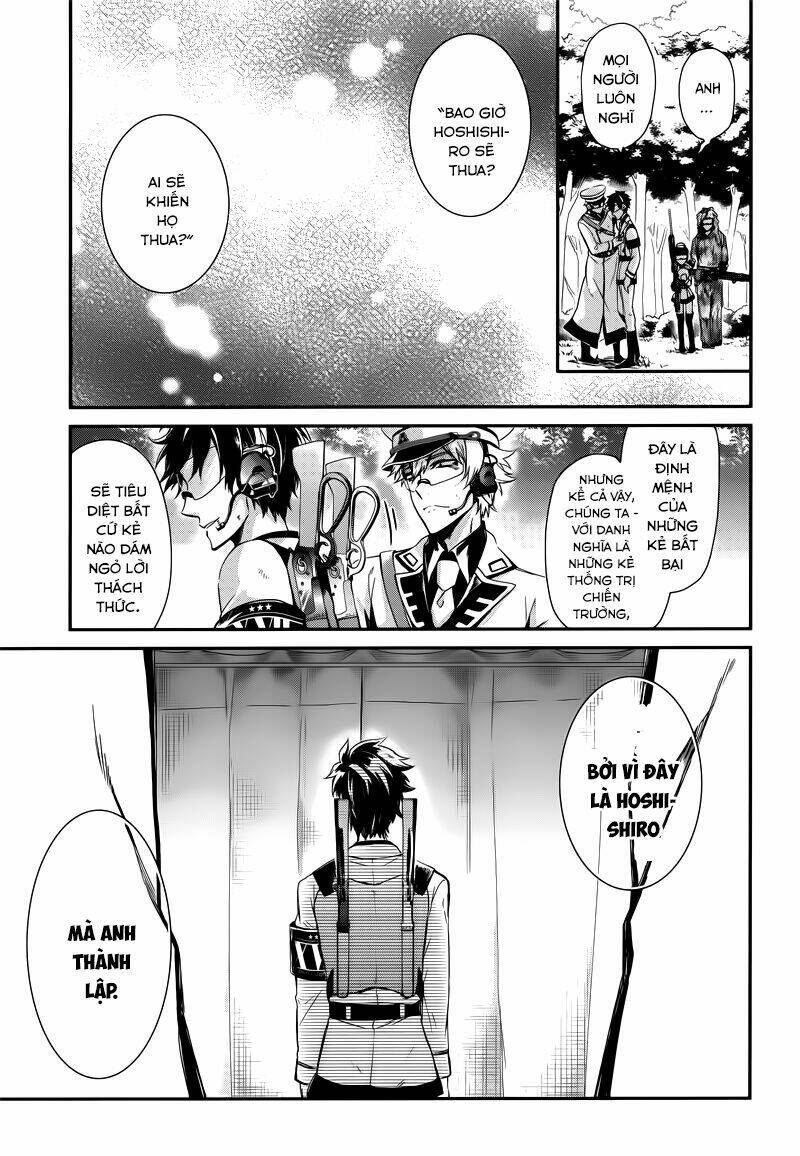 ANH
...
MỌI
NGƯỜI
LUÔN
NGHĨ
“BAO GIỜ
HOSHISHI-
RO SẼ
THUA?
AI SẼ
KHIẾN
HỌ
THUA?”
ĐÂY LÀ
ĐỊNH
MỆNH
CỦA
NHỮNG
KẺ BẤT
BẠI
NHƯNG
KỂ CẢ VẬY,
CHÚNG TA -
VỚI DANH
NGHĨA LÀ
NHỮNG KẺ
THỐNG TRỊ
CHIẾN
TRƯỜNG,
SẼ TIÊU
DIỆT BẤT
CỨ KẺ
NÀO DÁM
NGỎ LỜI
THÁCH
THỨC.
BỞI VÌ ĐÂY
LÀ HOSHI-
SHIRO
MÀ ANH
THÀNH
LẬP.